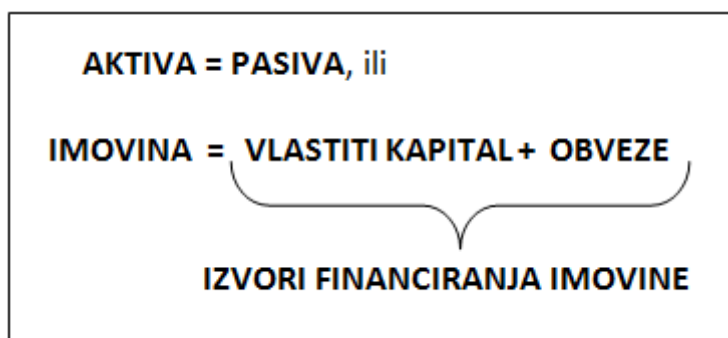 AKTIVA = PASIVA, ili
IMOVINA = VLASTITI KAPITAL + OBVEZE
IZVORI FINANCIRANJA IMOVINE